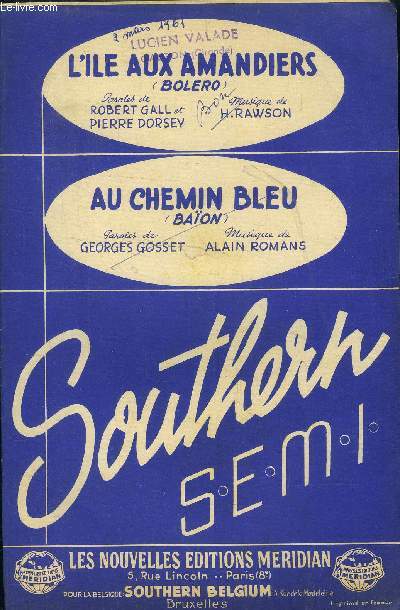 2 mars 1961
LUCIEN VALADE
L'ILE AUX AMANDIERS
(BOLERO)
Paroles de Musique de
ROBERT GALL et H. RAWSON
PIERRE DORSEY
AU CHEMIN BLEU
(BAÏON)
Paroles de Musique de
GEORGES GOSSET ALAIN ROMANS
Southern
S.E.M.I.
LES NOUVELLES EDITIONS MERIDIAN
5, Rue Lincoln .. Paris (8e)
POUR LA BELGIQUE: SOUTHERN BELGIUM
Bruxelles
MERIDIAN
MERIDIAN